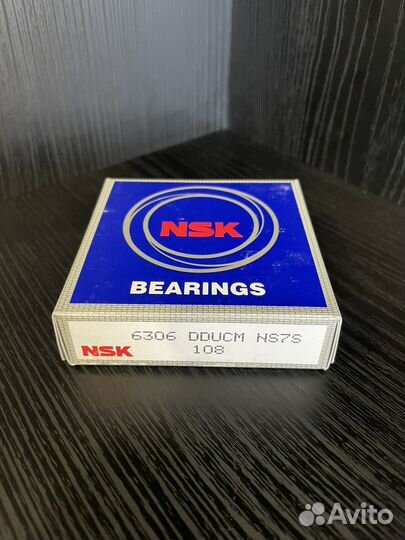 NSK
BEARINGS
6306 DDUCM NS7S
NSK 108
Avito